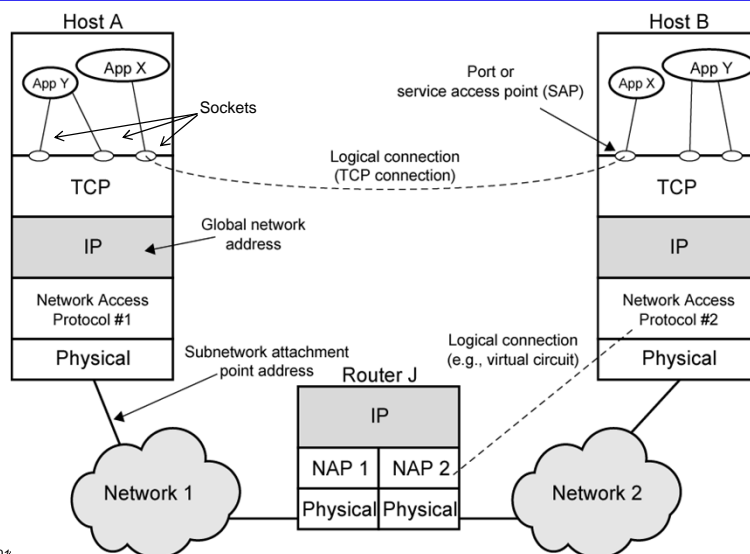 Host A
Host B
App Y
App X
App X
App Y
Port or
service access point (SAP)
Sockets
Logical connection
(TCP connection)
TCP
TCP
Global network
address
IP
IP
Network Access
Protocol #1
Network Access
Protocol #2
Logical connection
(e.g., virtual circuit)
Physical
Physical
Subnetwork attachment
point address
Router J
IP
NAP 1
NAP 2
Physical
Physical
Network 1
Network 2